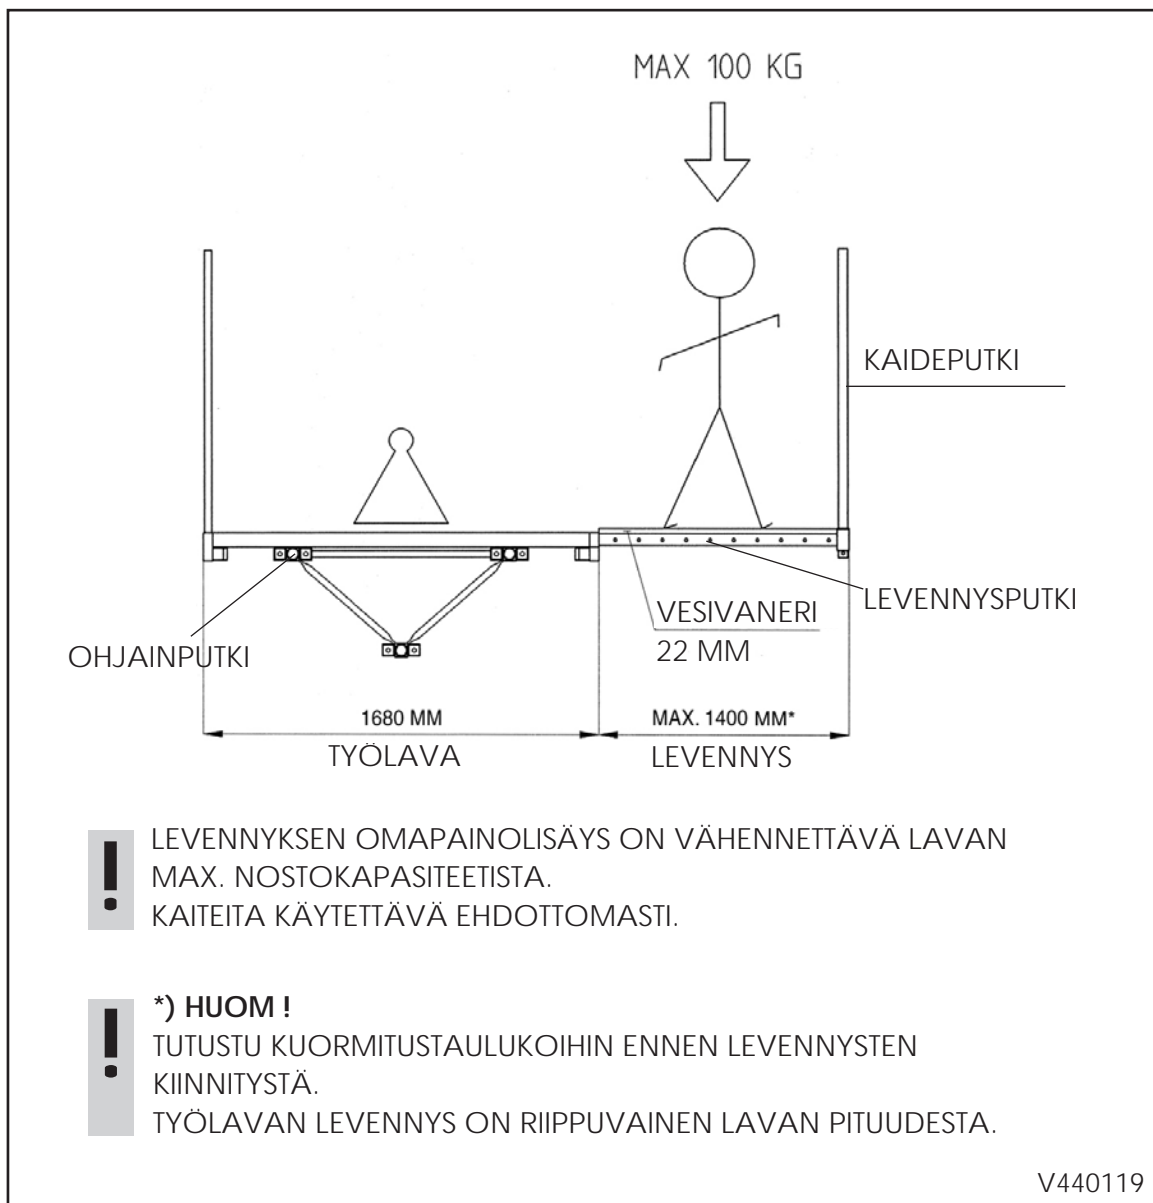 MAX 100 KG
KAIDEPUTKI
LEVENNYSPUTKI
VESIVANERI
22 MM
OHJAINPUTKI
1680 MM
MAX. 1400 MM*
TYÖLAVA
LEVENNYS
! LEVENNYKSEN OMAPAINOLISÄYS ON VÄHENNETTÄVÄ LAVAN
MAX. NOSTOKAPASITEETISTA.
KAITEITA KÄYTETTÄVÄ EHDOTTOMASTI.
! *) HUOM !
TUTUSTU KUORMITUSTAULUKOIHIN ENNEN LEVENNYSTEN
KIINNITYSTÄ.
TYÖLAVAN LEVENNYS ON RIIPPUVAINEN LAVAN PITUUDESTA.
V440119